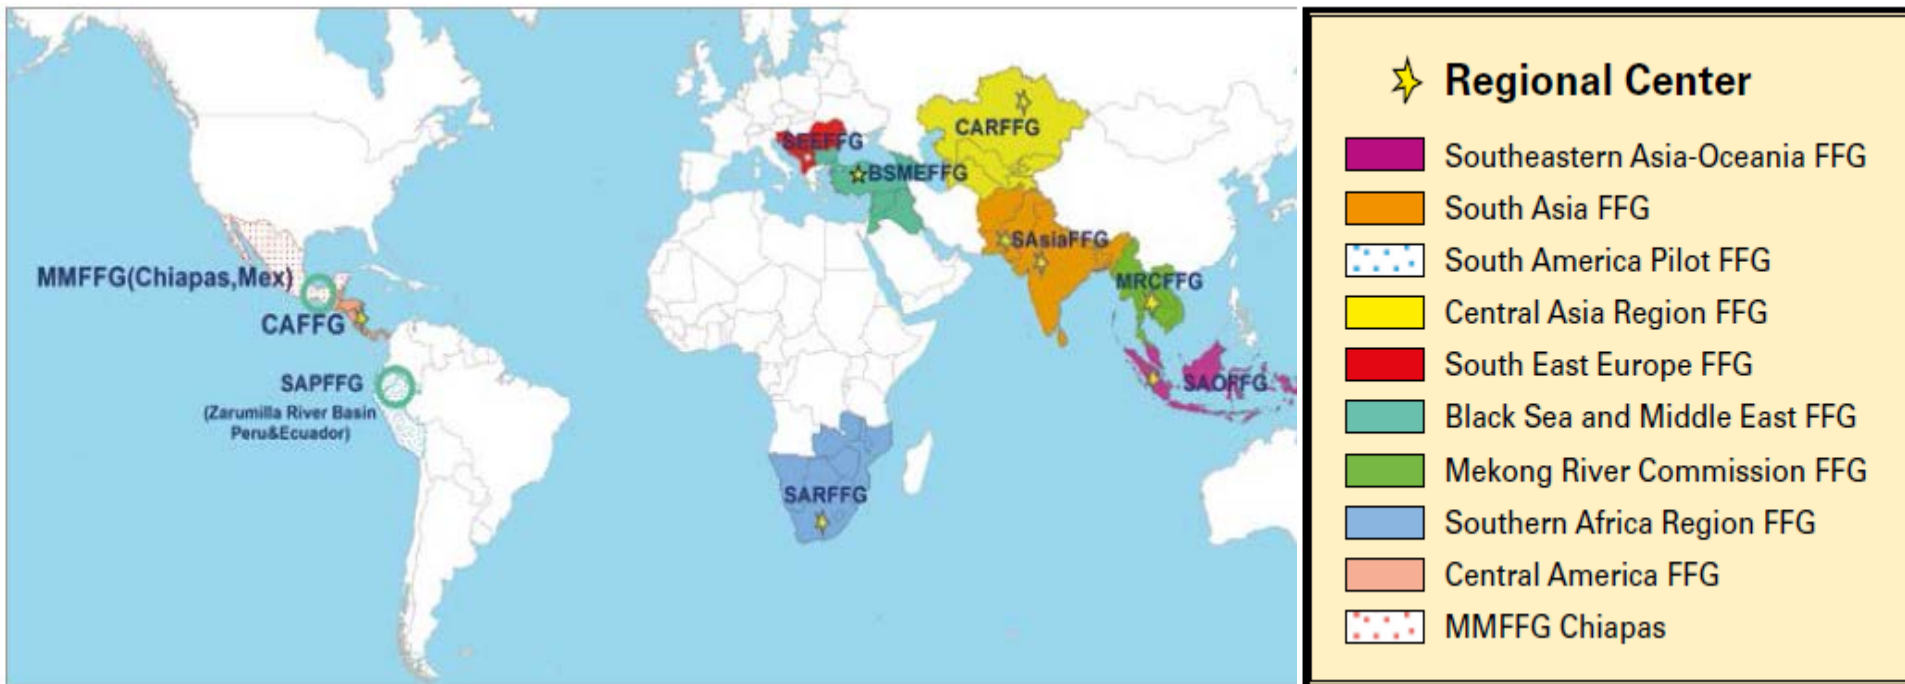 CARFFG
SEEFFG
BSMEFFG
SAsiaFFG
MMFFG(Chiapas,Mex)
MRCFFG
CAFFG
SAPFFG
(Zarumilla River Basin
Peru&Ecuador)
SAOFFG
SARFFG
Regional Center
Southeastern Asia-Oceania FFG
South Asia FFG
South America Pilot FFG
Central Asia Region FFG
South East Europe FFG
Black Sea and Middle East FFG
Mekong River Commission FFG
Southern Africa Region FFG
Central America FFG
MMFFG Chiapas